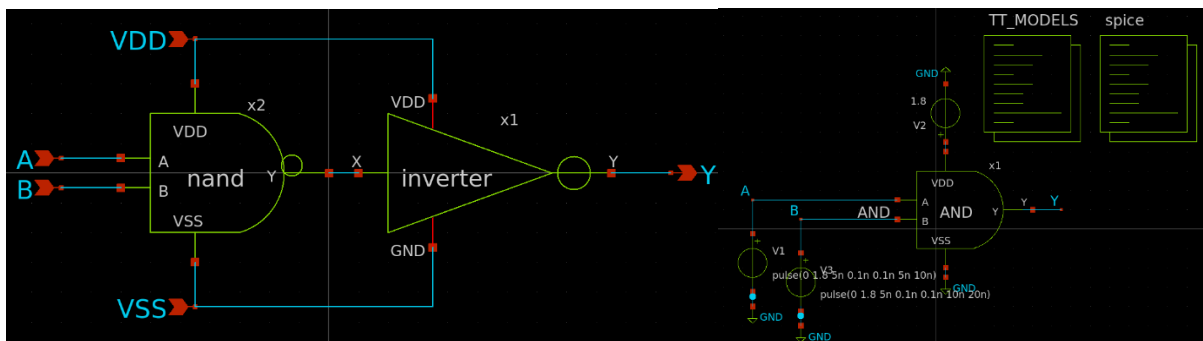 VDD
x2
VDD
VDD
x1
A
A
nand
Y
X
inverter
Y
Y
B
B
VSS
GND
VSS
TT_MODELS
spice
GND
1.8
V2
x1
VDD
A
A
B
AND
B
AND
Y
Y
Y
VSS
V1
V3
pulse(0 1.8 5n 0.1n 0.1n 5n 10n)
GND
pulse(0 1.8 5n 0.1n 0.1n 10n 20n)
GND
GND